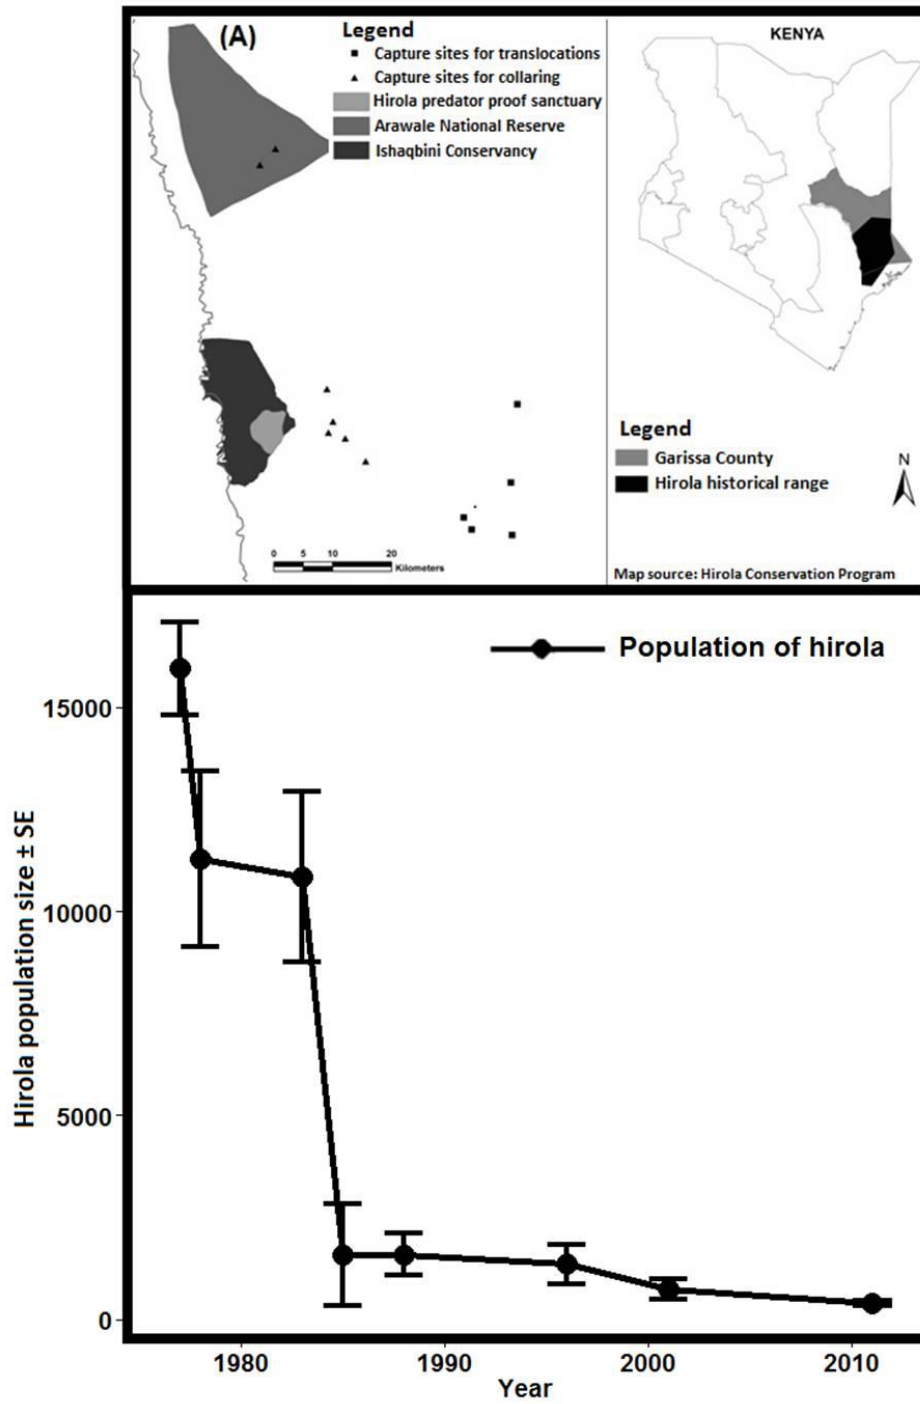 (A)
Legend
Capture sites for translocations
Capture sites for collaring
Hirola predator proof sanctuary
Arawale National Reserve
Ishaqbini Conservancy
0 5 10 20
Kilometers
KENYA
Legend
Garissa County
Hirola historical range
N
Map source: Hirola Conservation Program
Population of hirola
Hirola population size ± SE
15000
10000
5000
0
1980 1990 2000 2010
Year